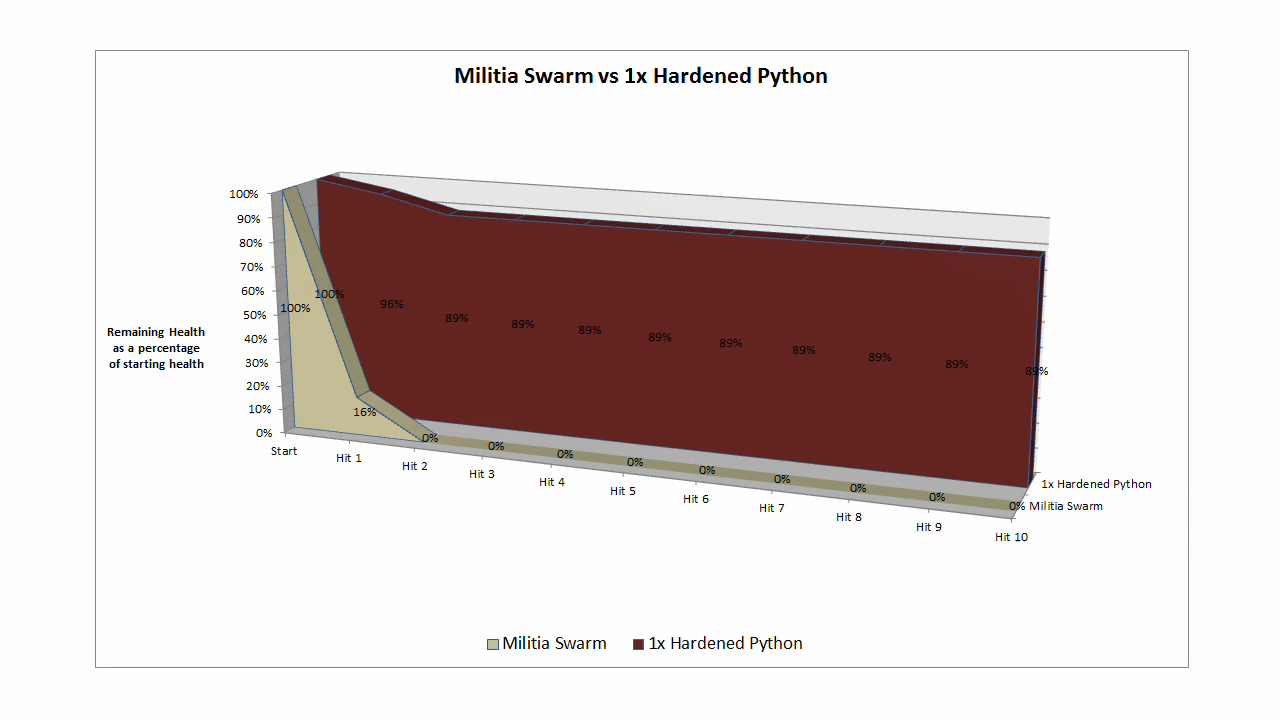 Militia Swarm vs 1x Hardened Python
100%
90%
80%
70%
60%
50%
40%
30%
20%
10%
0%
Remaining Health
as a percentage
of starting health
100%
16%
0%
0%
0%
0%
0%
0%
0%
0%
0%
100%
96%
89%
89%
89%
89%
89%
89%
89%
89%
89%
Start
Hit 1
Hit 2
Hit 3
Hit 4
Hit 5
Hit 6
Hit 7
Hit 8
Hit 9
Hit 10
1x Hardened Python
Militia Swarm
Militia Swarm
1x Hardened Python